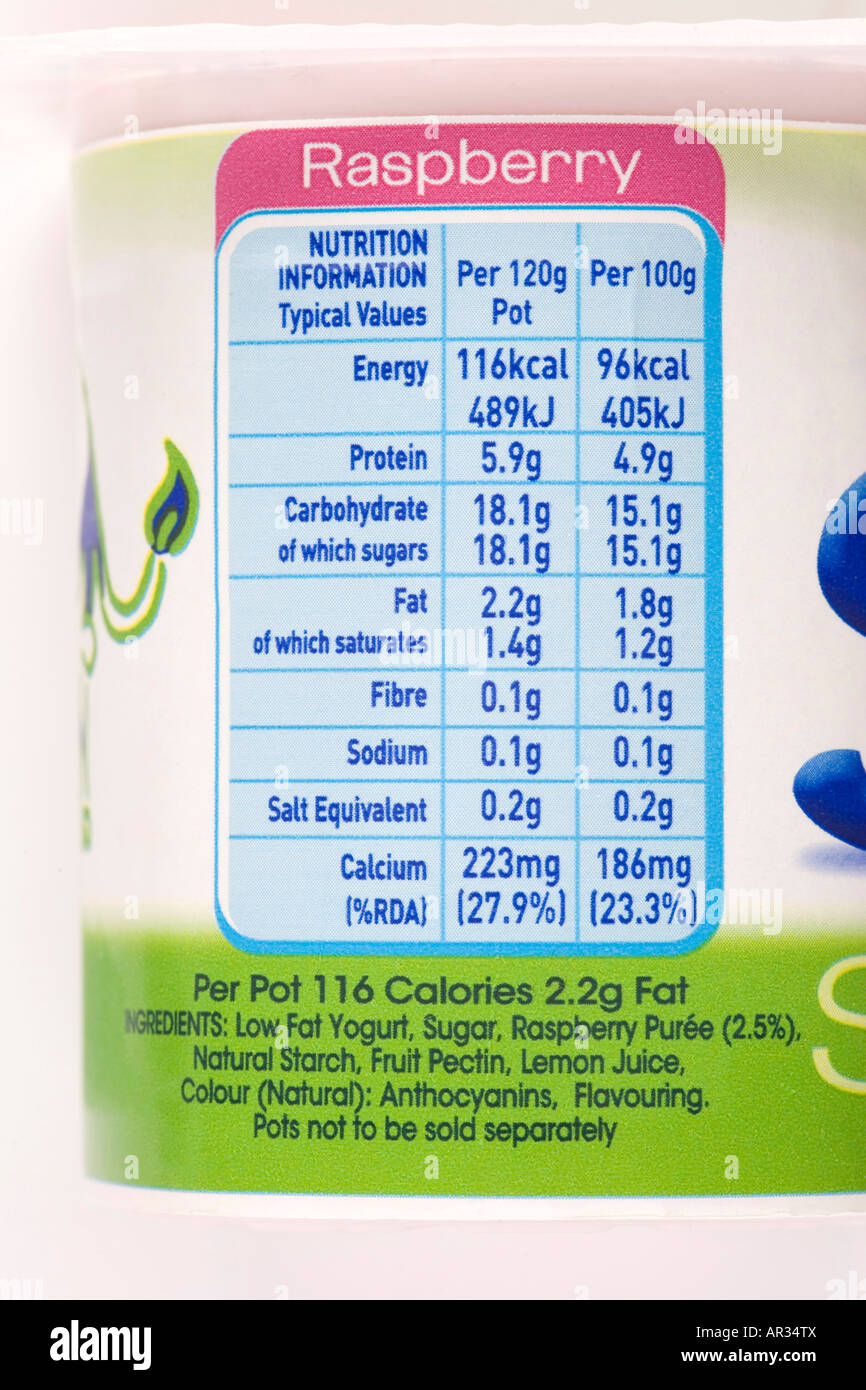 Raspberry
NUTRITION
INFORMATION Per 120g Per 100g
Typical Values Pot
Energy 116kcal 96kcal
489kJ 405kJ
Protein 5.9g 4.9g
Carbohydrate 18.1g 15.1g
of which sugars 18.1g 15.1g
Fat 2.2g 1.8g
of which saturates 1.4g 1.2g
Fibre 0.1g 0.1g
Sodium 0.1g 0.1g
Salt Equivalent 0.2g 0.2g
Calcium 223mg 186mg
(%RDA) (27.9%) (23.3%)
Per Pot 116 Calories 2.2g Fat
INGREDIENTS: Low Fat Yogurt, Sugar, Raspberry Purée (2.5%),
Natural Starch, Fruit Pectin, Lemon Juice,
Colour (Natural): Anthocyanins, Flavouring.
Pots not to be sold separately
alamy
Image ID: AR34TX
www.alamy.com